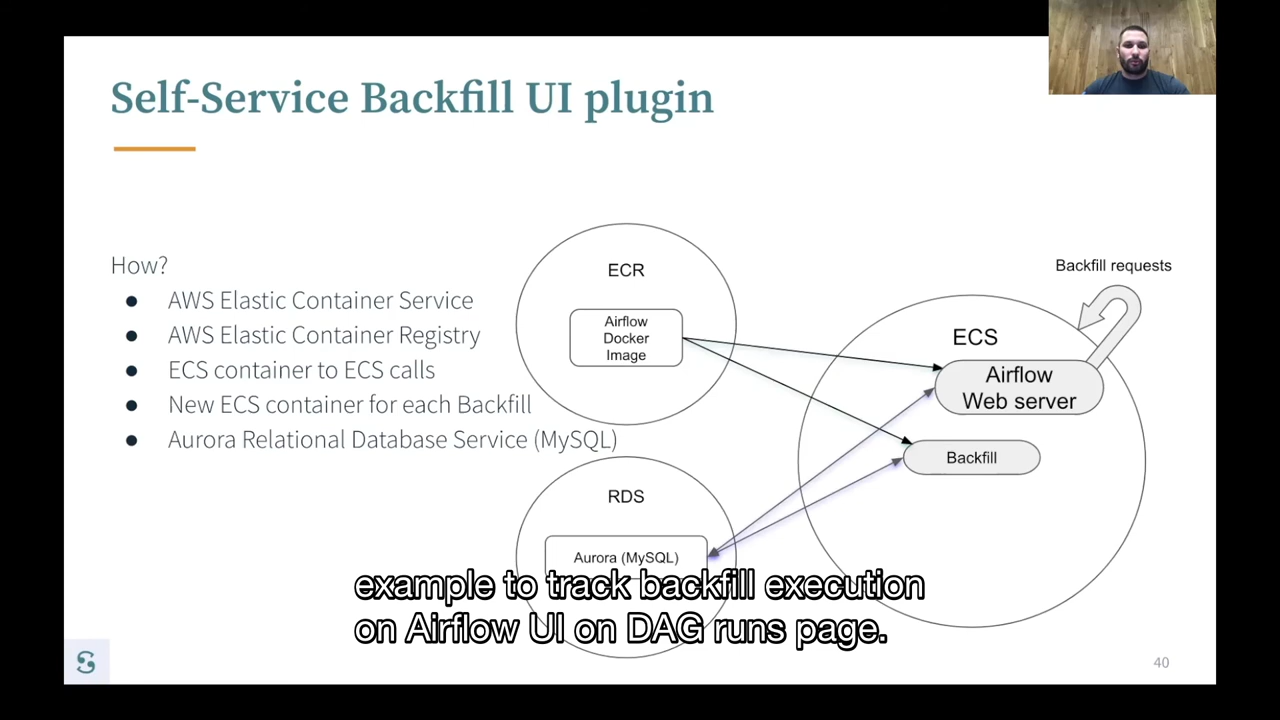 Self-Service Backfill UI plugin
How?
● AWS Elastic Container Service
● AWS Elastic Container Registry
● ECS container to ECS calls
● New ECS container for each Backfill
● Aurora Relational Database Service (MySQL)
ECR
Airflow
Docker
Image
RDS
Aurora (MySQL)
Backfill requests
ECS
Airflow
Web server
Backfill
example to track backfill execution
on Airflow UI on DAG runs page.
40